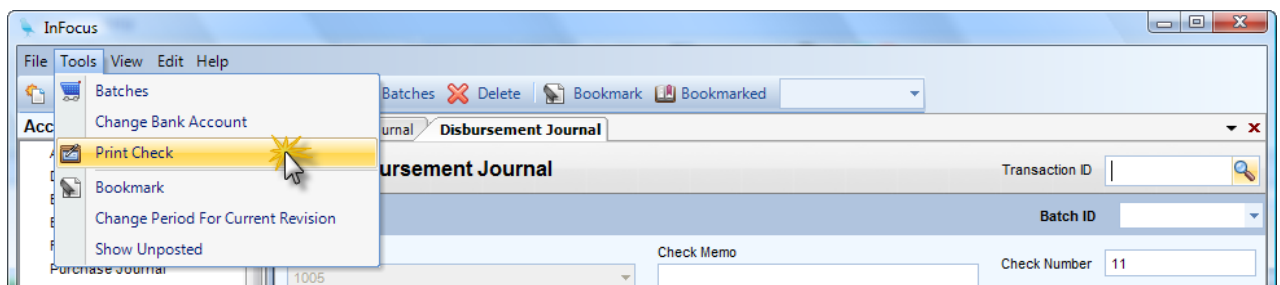 InFocus
File Tools View Edit Help
Batches Delete Bookmark Bookmarked
Batches
Change Bank Account
Print Check
Bookmark
Change Period For Current Revision
Show Unposted
Acc
urnal Disbursement Journal
ursement Journal
Transaction ID
Batch ID
Purchase Journal
Check Memo
Check Number 11
1005